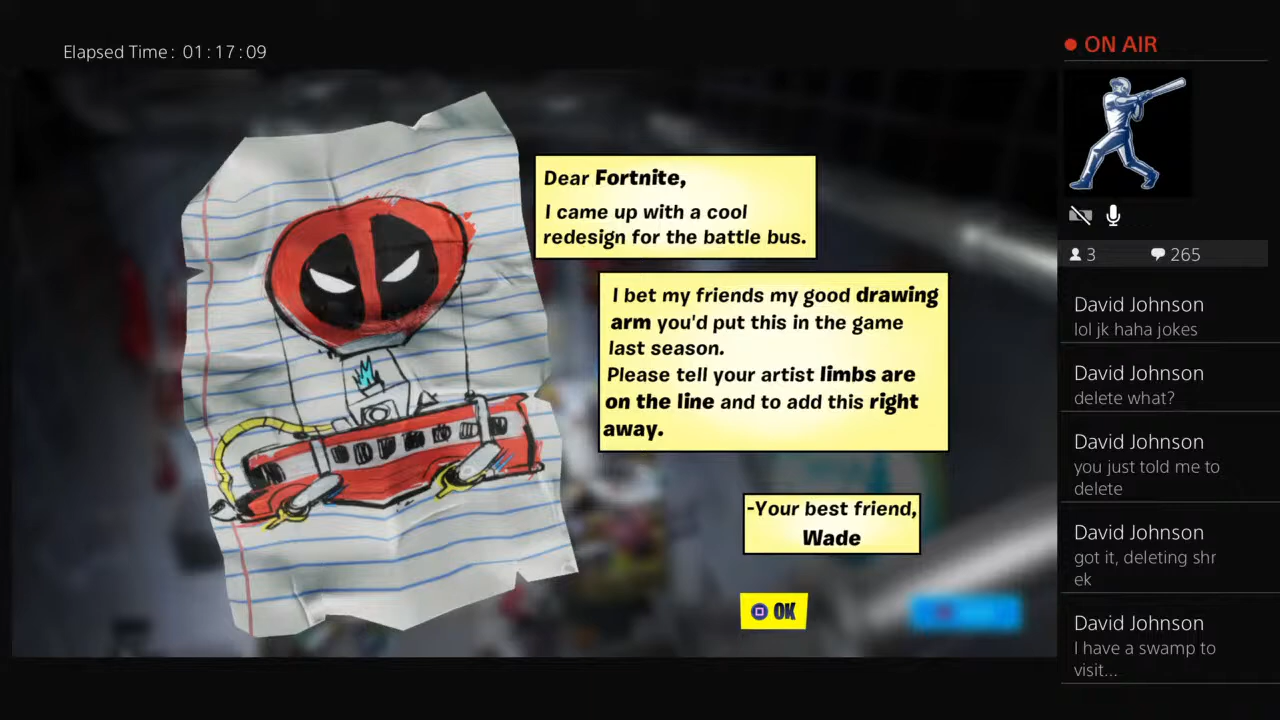 Elapsed Time: 01:17:09
ON AIR
Dear Fortnite,
I came up with a cool
redesign for the battle bus.
I bet my friends my good drawing
arm you'd put this in the game
last season.
Please tell your artist limbs are
on the line and to add this right
away.
-Your best friend,
Wade
OK
3
265
David Johnson
lol jk haha jokes
David Johnson
delete what?
David Johnson
you just told me to
delete
David Johnson
got it, deleting shr
ek
David Johnson
I have a swamp to
visit...